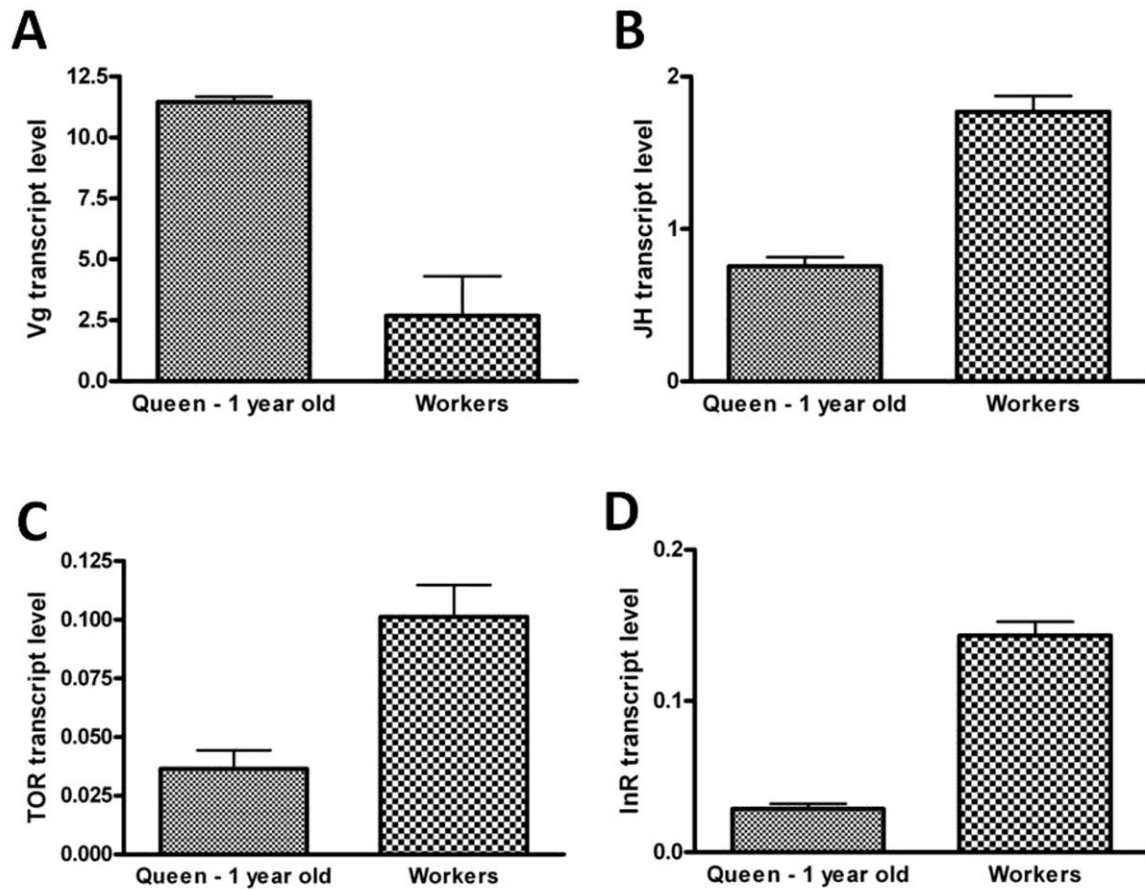 A
Vg transcript level
12.5
10.0
7.5
5.0
2.5
0.0
Queen - 1 year old
Workers
B
JH transcript level
2
1
0
Queen - 1 year old
Workers
C
TOR transcript level
0.125
0.100
0.075
0.050
0.025
0.000
Queen - 1 year old
Workers
D
InR transcript level
0.2
0.1
0.0
Queen - 1 year old
Workers